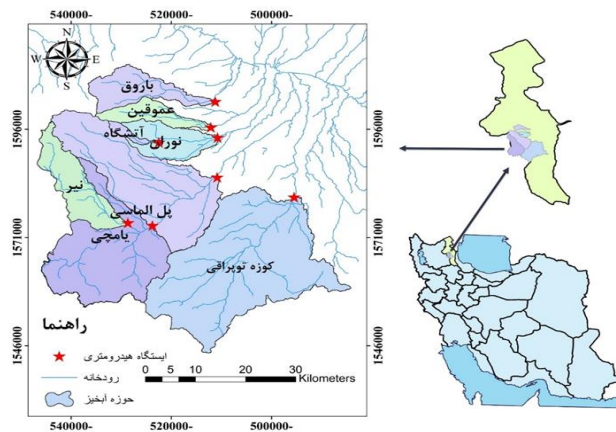 540000- 520000- 500000-
N
W E
S
باروق
عموقین
آتشگاه
نوران
نیر
پل الماسی
یامچی
کوزه توپراقی
1596000
1571000
1546000
1596000
1571000
1546000
راهنما
ایستگاه هیدرومتری
رودخانه
حوزه آبخیز
0 5 10 20 30
Kilometers
540000- 520000- 500000-